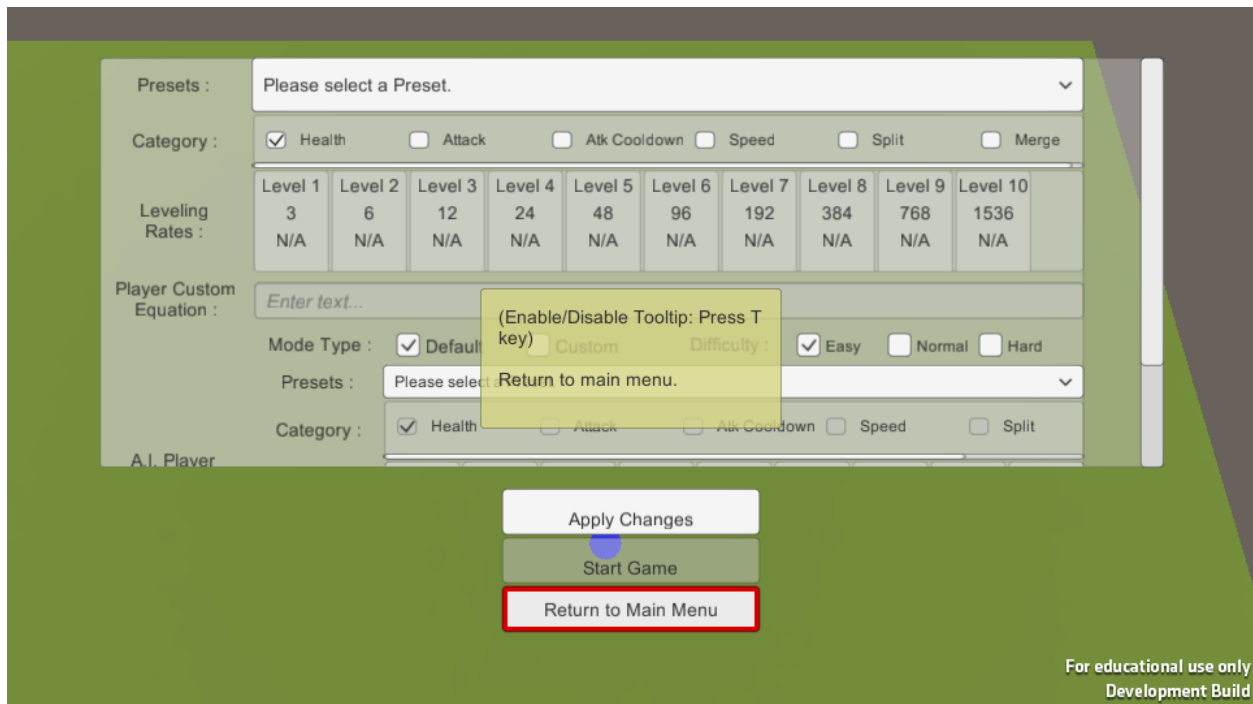 Presets :
Please select a Preset.
Category :
Health
Attack
Atk Cooldown
Speed
Split
Merge
Leveling
Rates :
Level 1 Level 2 Level 3 Level 4 Level 5 Level 6 Level 7 Level 8 Level 9 Level 10
3 6 12 24 48 96 192 384 768 1536
N/A N/A N/A N/A N/A N/A N/A N/A N/A N/A
Player Custom
Equation :
Enter text...
(Enable/Disable Tooltip: Press T
key)
Return to main menu.
Mode Type :
Default
Custom
Difficulty :
Easy
Normal
Hard
Presets :
Please select a
Category :
Health
Attack
Atk Cooldown
Speed
Split
A.I. Player
Apply Changes
Start Game
Return to Main Menu
For educational use only
Development Build